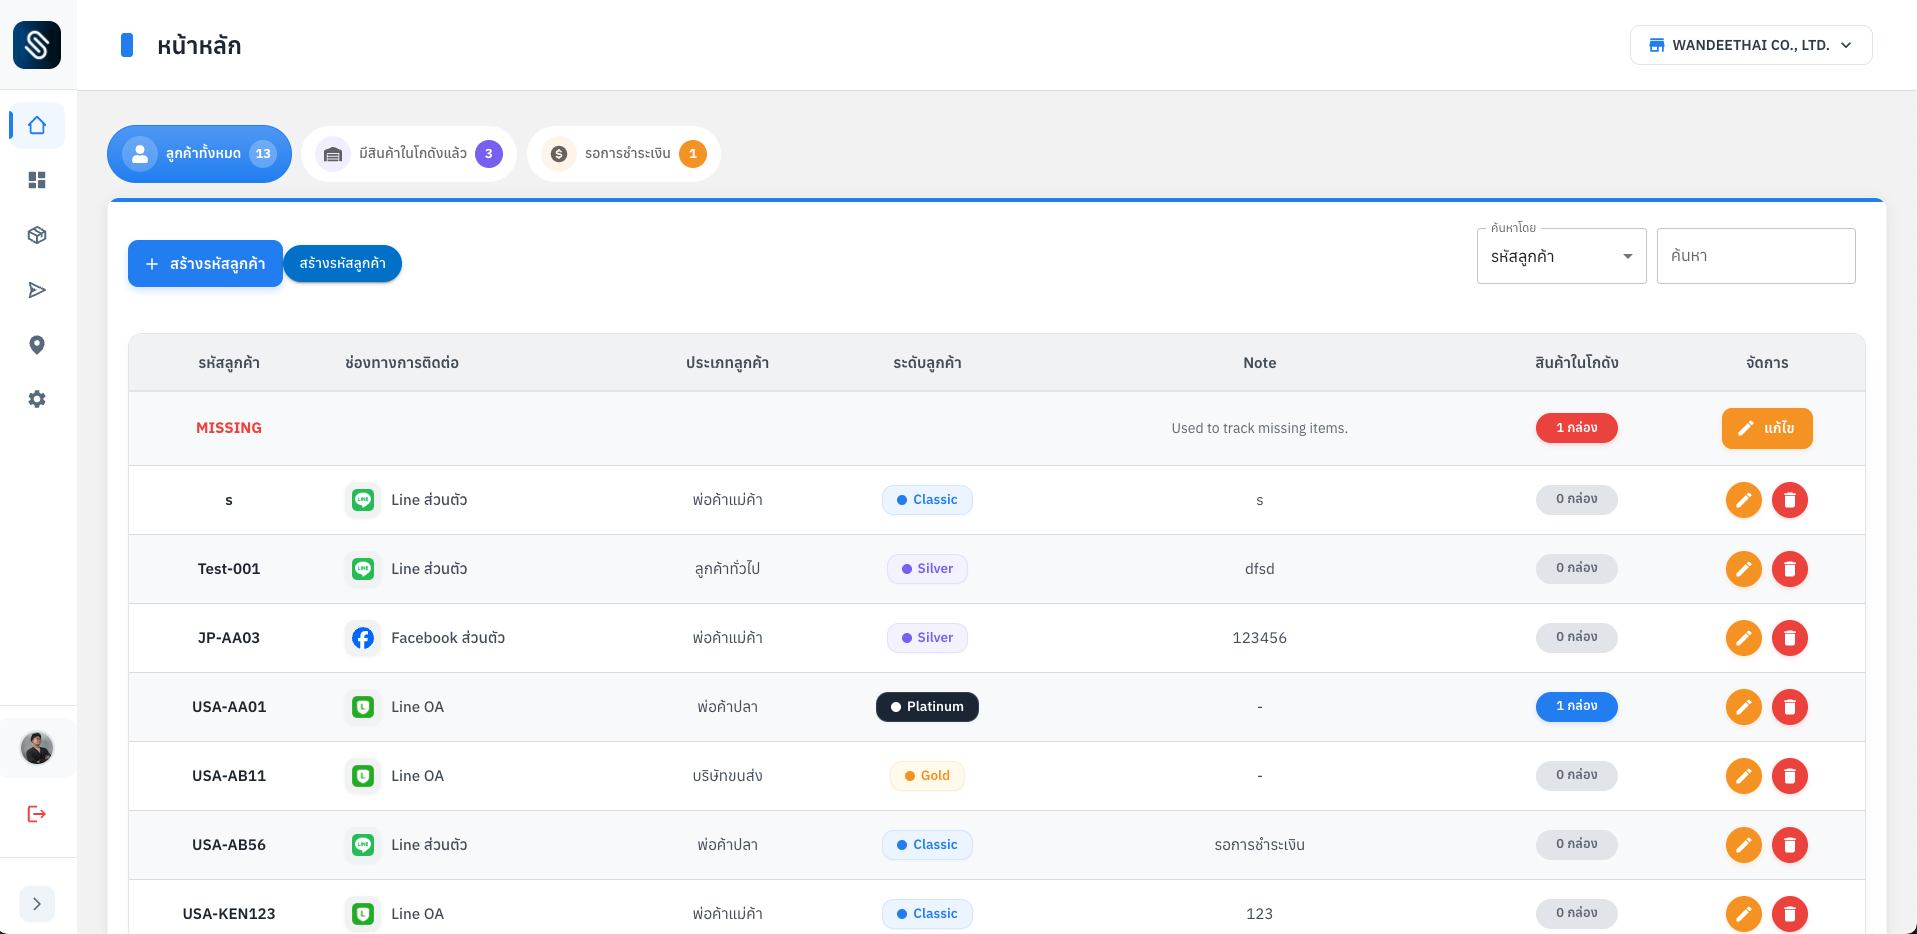 หน้าหลัก
WANDEETHAI CO., LTD.
ลูกค้าทั้งหมด 13
มีสินค้าในโกดังแล้ว 3
รอการชำระเงิน 1
สร้างรหัสลูกค้า
สร้างรหัสลูกค้า
ค้นหาโดย
รหัสลูกค้า
ค้นหา
รหัสลูกค้า ช่องทางการติดต่อ ประเภทลูกค้า ระดับลูกค้า Note สินค้าในโกดัง จัดการ
MISSING Used to track missing items. 1 กล่อง แก้ไข
s LINE Line ส่วนตัว พ่อค้าแม่ค้า Classic s 0 กล่อง
Test-001 LINE Line ส่วนตัว ลูกค้าทั่วไป Silver dfsd 0 กล่อง
JP-AA03 Facebook ส่วนตัว พ่อค้าแม่ค้า Silver 123456 0 กล่อง
USA-AA01 L Line OA พ่อค้าปลา Platinum - 1 กล่อง
USA-AB11 L Line OA บริษัทขนส่ง Gold - 0 กล่อง
USA-AB56 LINE Line ส่วนตัว พ่อค้าปลา Classic รอการชำระเงิน 0 กล่อง
USA-KEN123 L Line OA พ่อค้าแม่ค้า Classic 123 0 กล่อง